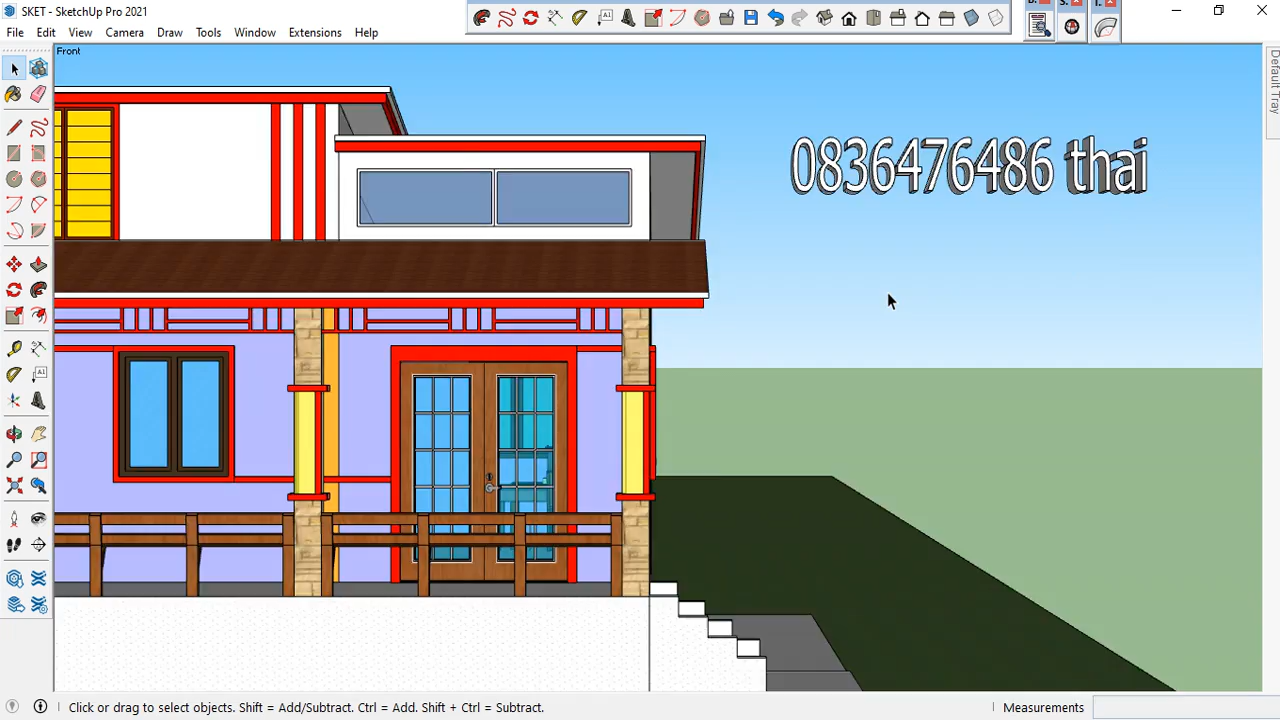 SKET - SketchUp Pro 2021
File Edit View Camera Draw Tools Window Extensions Help
Front
Default Tray
0836476486 thai
Click or drag to select objects. Shift = Add/Subtract. Ctrl = Add. Shift + Ctrl = Subtract.
Measurements